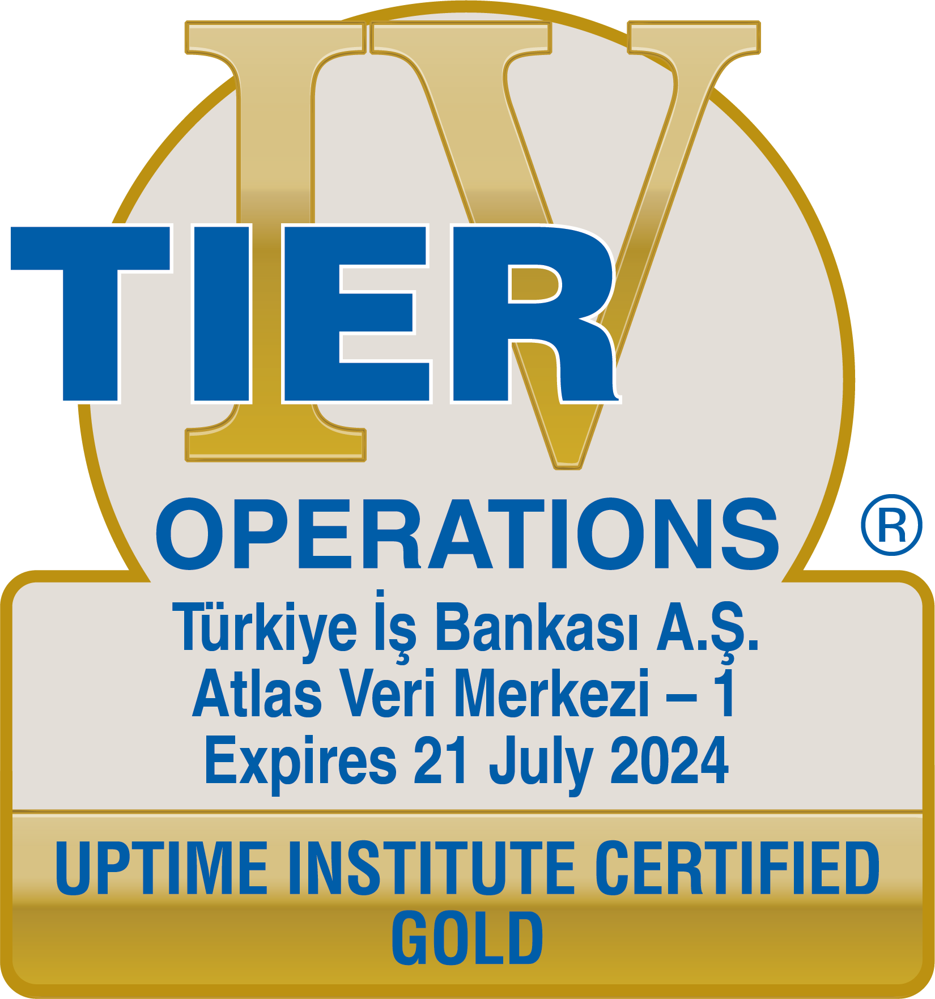 IV
TIER
OPERATIONS
®
Türkiye İş Bankası A.Ş.
Atlas Veri Merkezi – 1
Expires 21 July 2024
UPTIME INSTITUTE CERTIFIED
GOLD